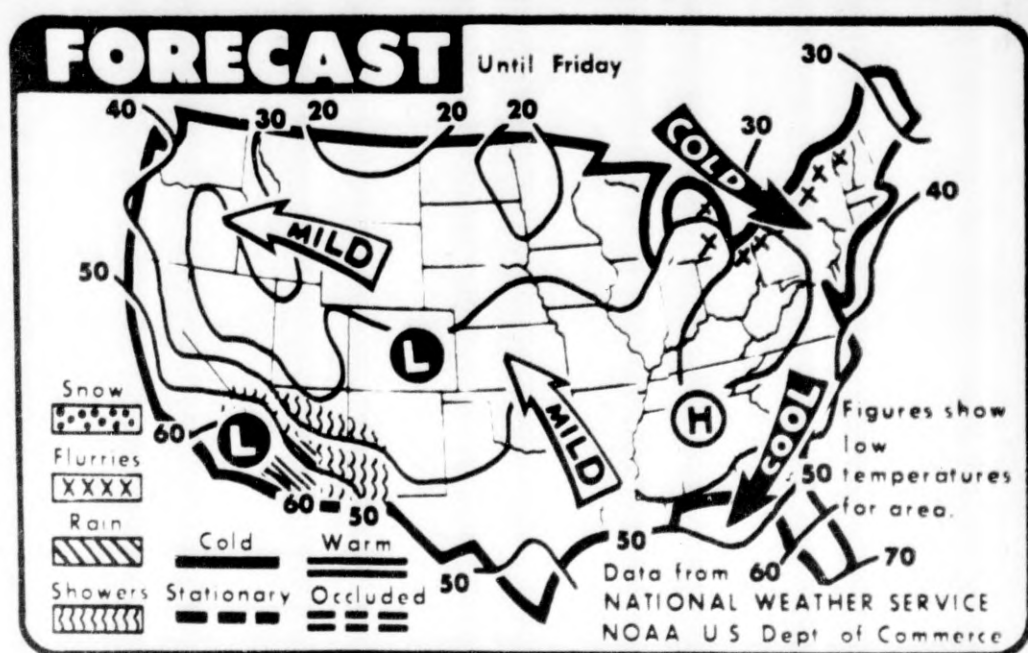 FORECAST Until Friday
40 30 20 20 20 30 30
COLD
40
MILD
50
L
Snow
60
L
H
COOL
MILD
Figures show
low
50 temperatures
for area.
Flurries
XXXX
Rain
60 50
Cold Warm
50
50
60 70
Showers Stationary Occluded
Data from
NATIONAL WEATHER SERVICE
NOAA US Dept of Commerce